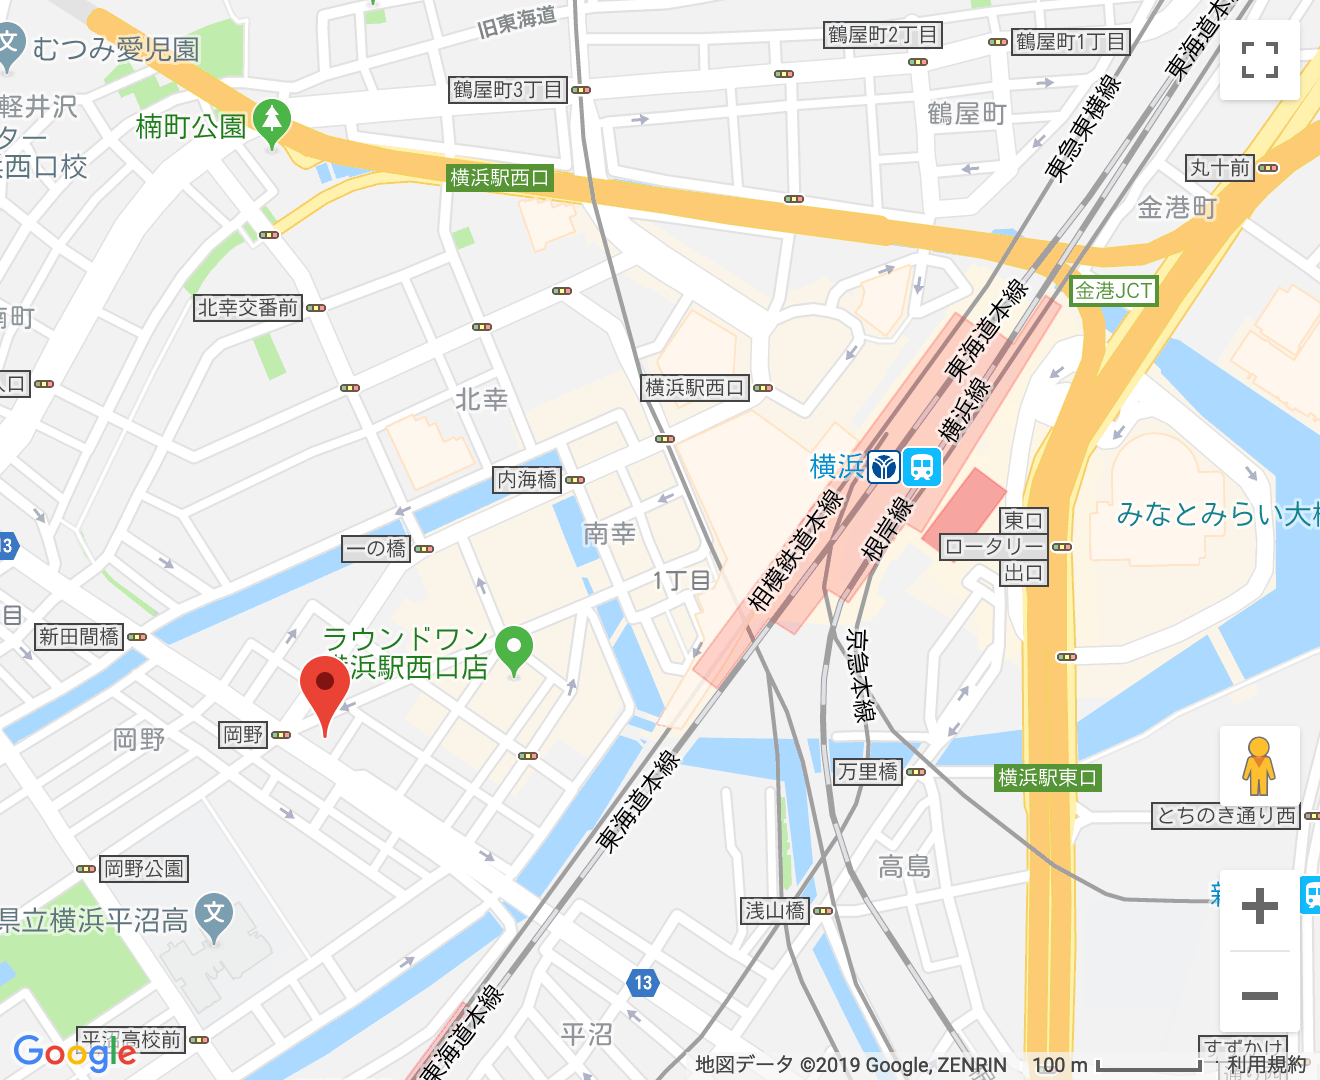 旧東海道
鶴屋町2丁目
鶴屋町1丁目
東海道本線
むつみ愛児園
鶴屋町3丁目
軽井沢
鶴屋町
東急東横線
楠町公園
ター
西口校
横浜駅西口
丸十前
金港町
北幸交番前
金港JCT
南町
東海道本線
入口
北幸
横浜駅西口
横浜線
横浜
内海橋
みなとみらい大
東口
13
一の橋
南幸
相模鉄道本線
根岸線
ロータリー
出口
1丁目
目
新田間橋
ラウンドワン
横浜駅西口店
京急本線
岡野
岡野
東海道本線
万里橋
横浜駅東口
とちのき通り西
岡野公園
高島
県立横浜平沼高
浅山橋
新
13
平沼
東海道本線
平沼高校前
すずかけ
通り西
Google
地図データ ©2019 Google, ZENRIN
100 m
利用規約